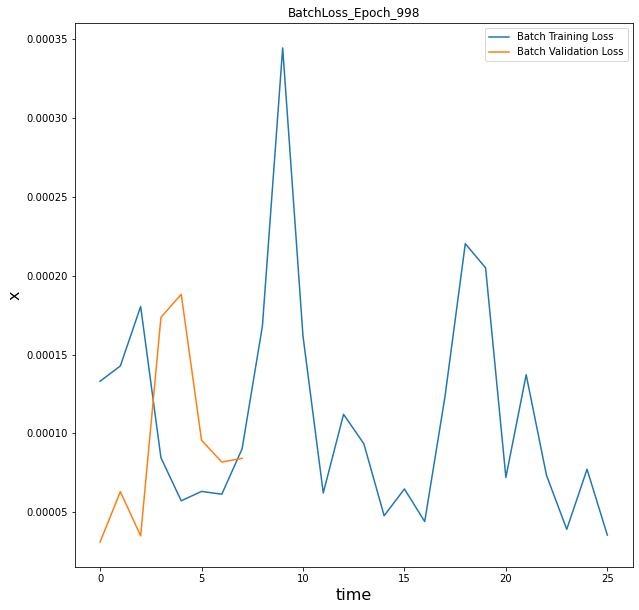 BatchLoss_Epoch_998
Batch Training Loss
Batch Validation Loss
0.00035
0.00030
0.00025
0.00020
0.00015
0.00010
0.00005
x
0
5
10
15
20
25
time